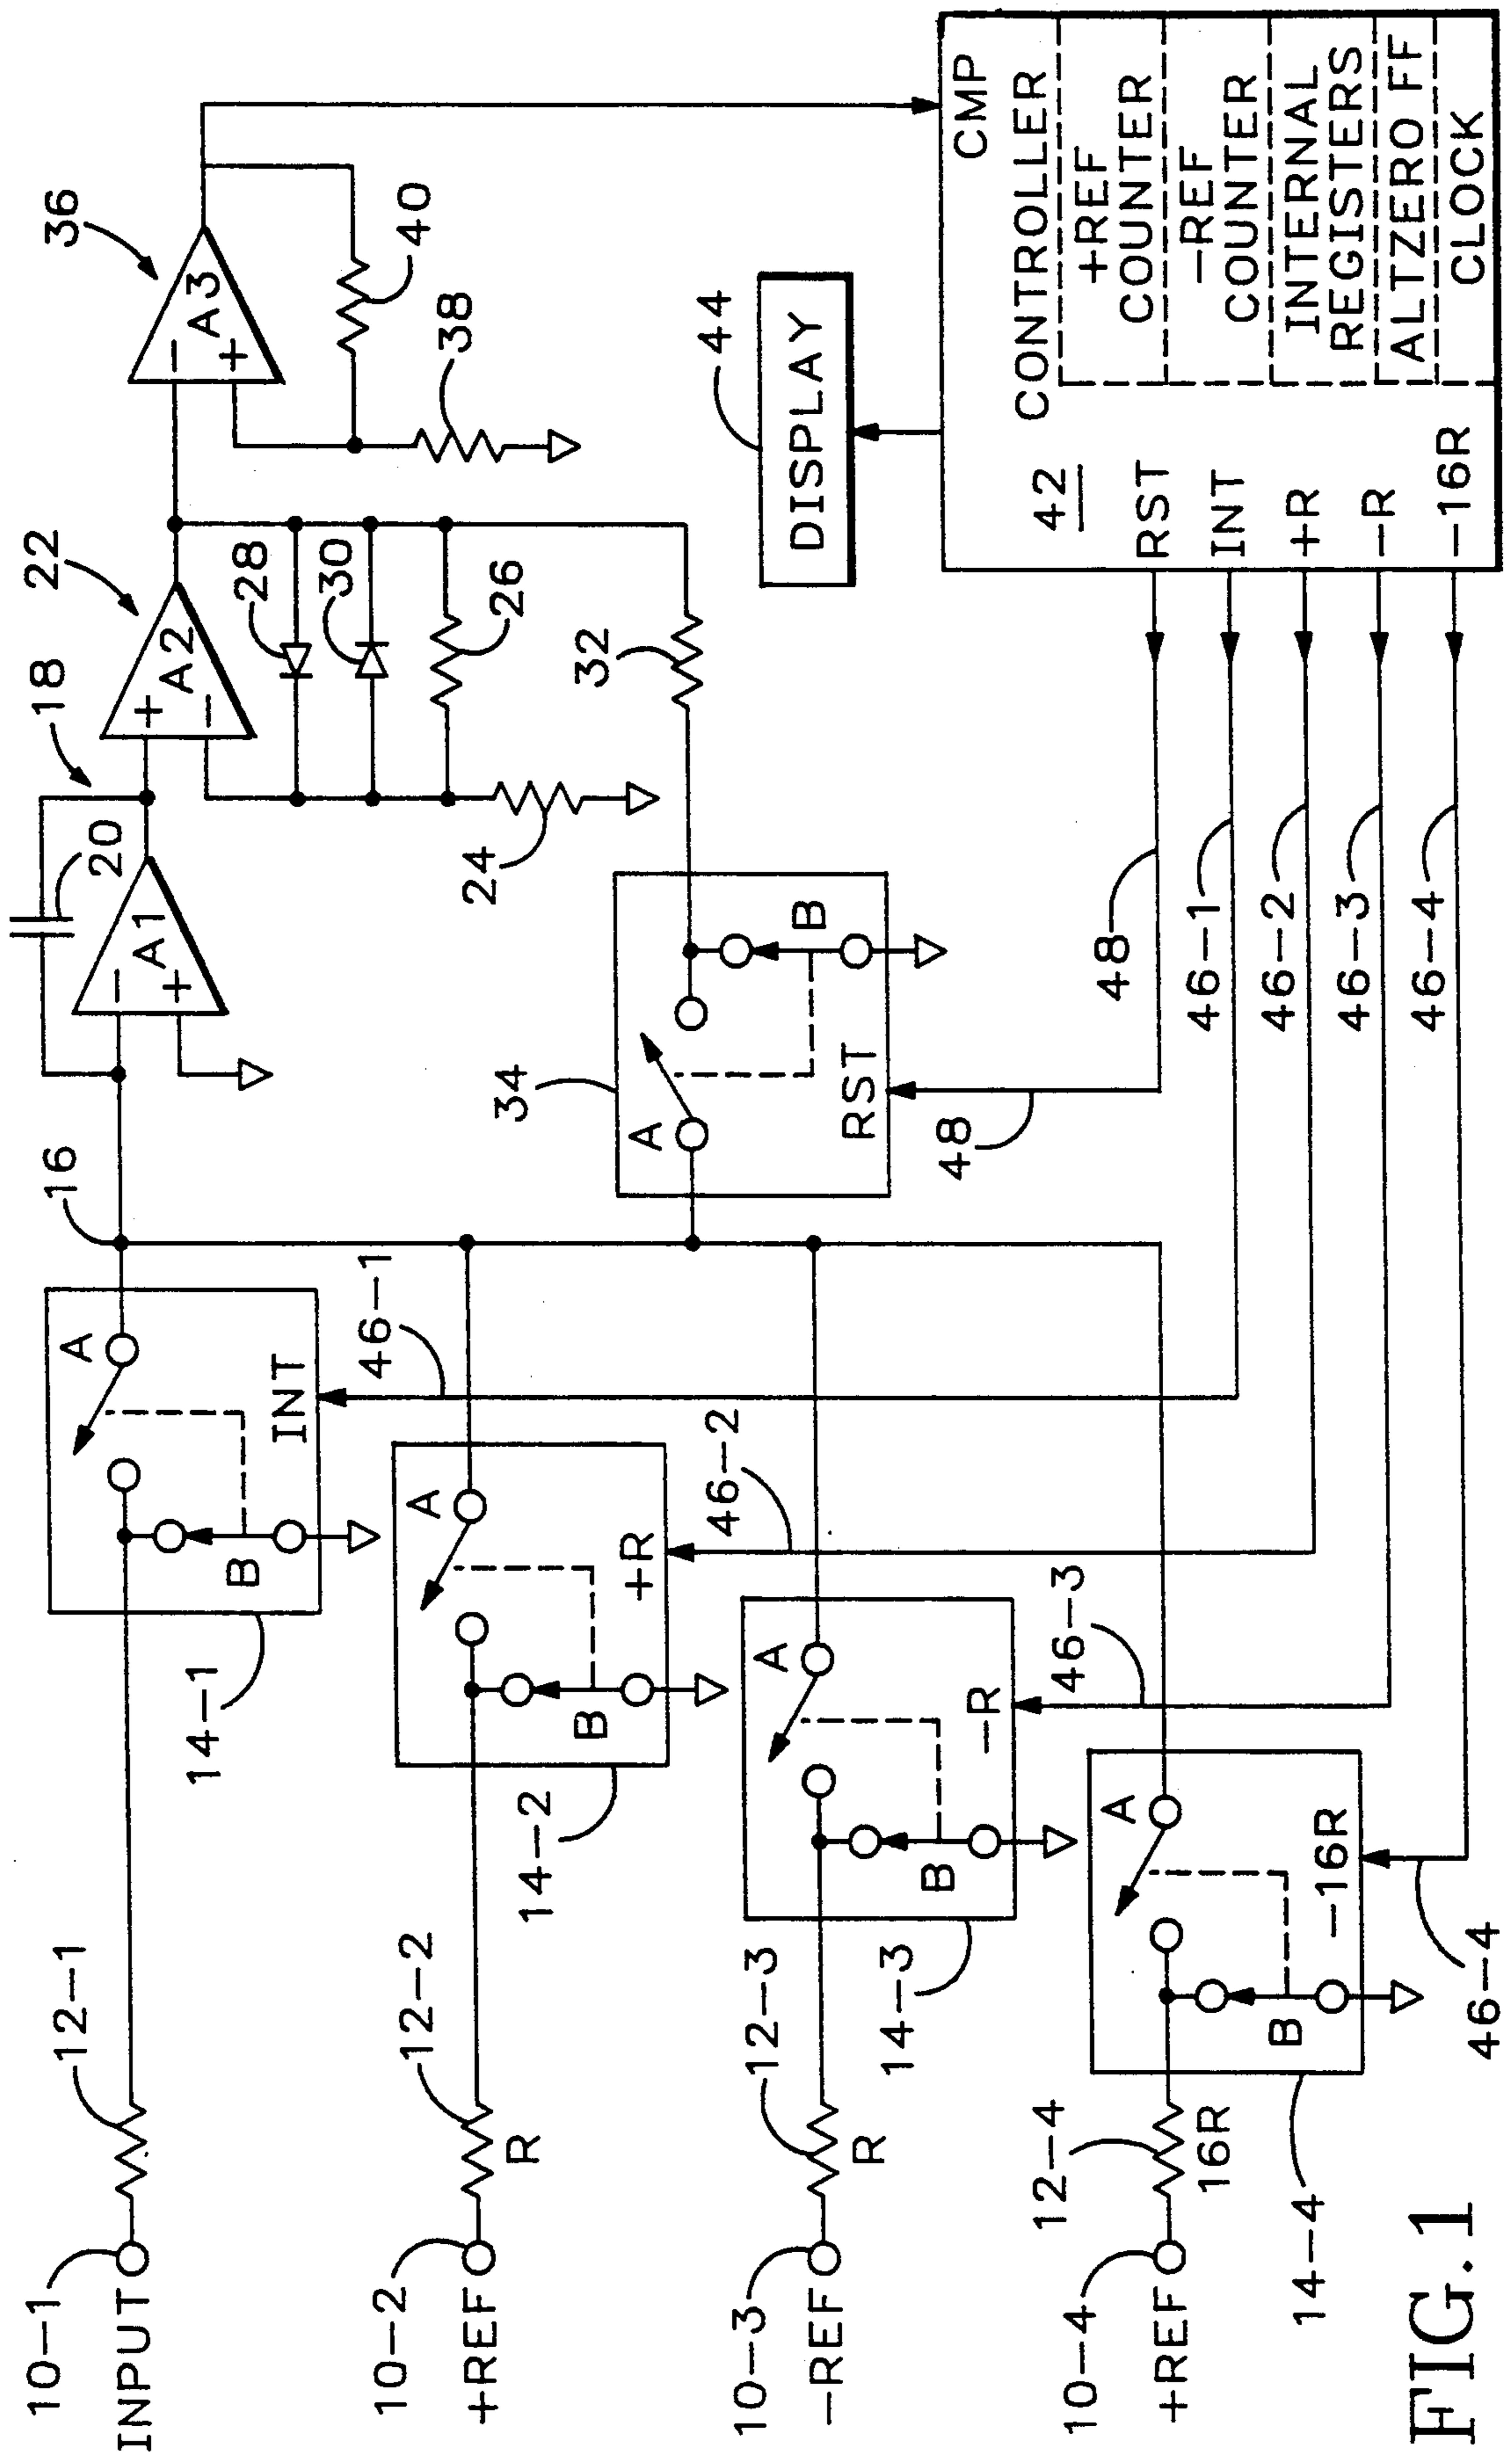 10-1
INPUT
12-1
14-1
A
B
INT
46-1
16
18
20
A1
-
+
22
A2
+
-
28
30
26
24
32
36
A3
-
+
40
38
10-2
+REF
12-2
R
14-2
A
B
+R
46-2
34
A
B
RST
48
44
DISPLAY
10-3
-REF
12-3
R
14-3
A
B
-R
46-3
48
46-1
46-2
46-3
46-4
42
RST
INT
+R
-R
-16R
CMP
CONTROLLER
+REF
COUNTER
-REF
COUNTER
INTERNAL
REGISTERS
ALTZERO FF
CLOCK
10-4
+REF
12-4
16R
14-4
A
B
-16R
46-4
FIG. 1